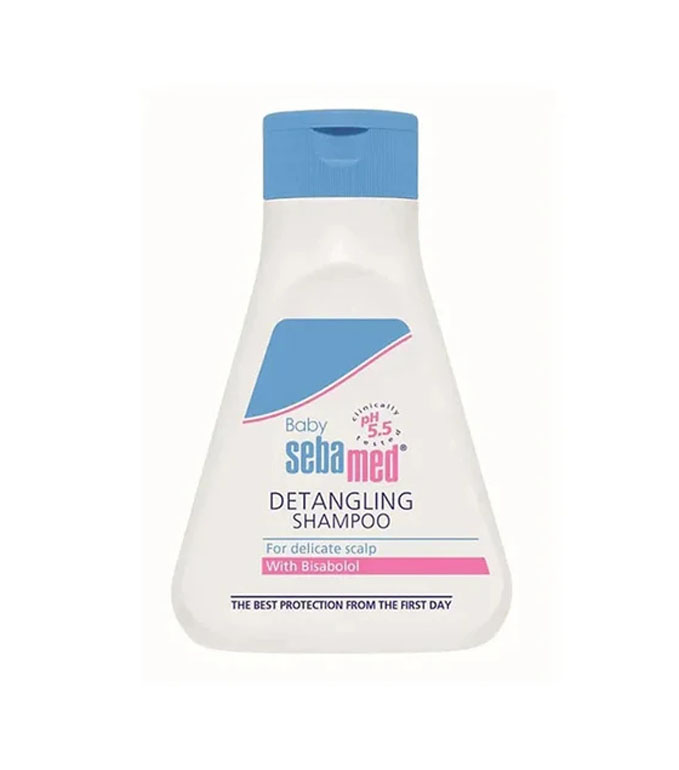 Baby
clinically
pH
5.5
tested
sebamed®
DETANGLING
SHAMPOO
For delicate scalp
With Bisabolol
THE BEST PROTECTION FROM THE FIRST DAY